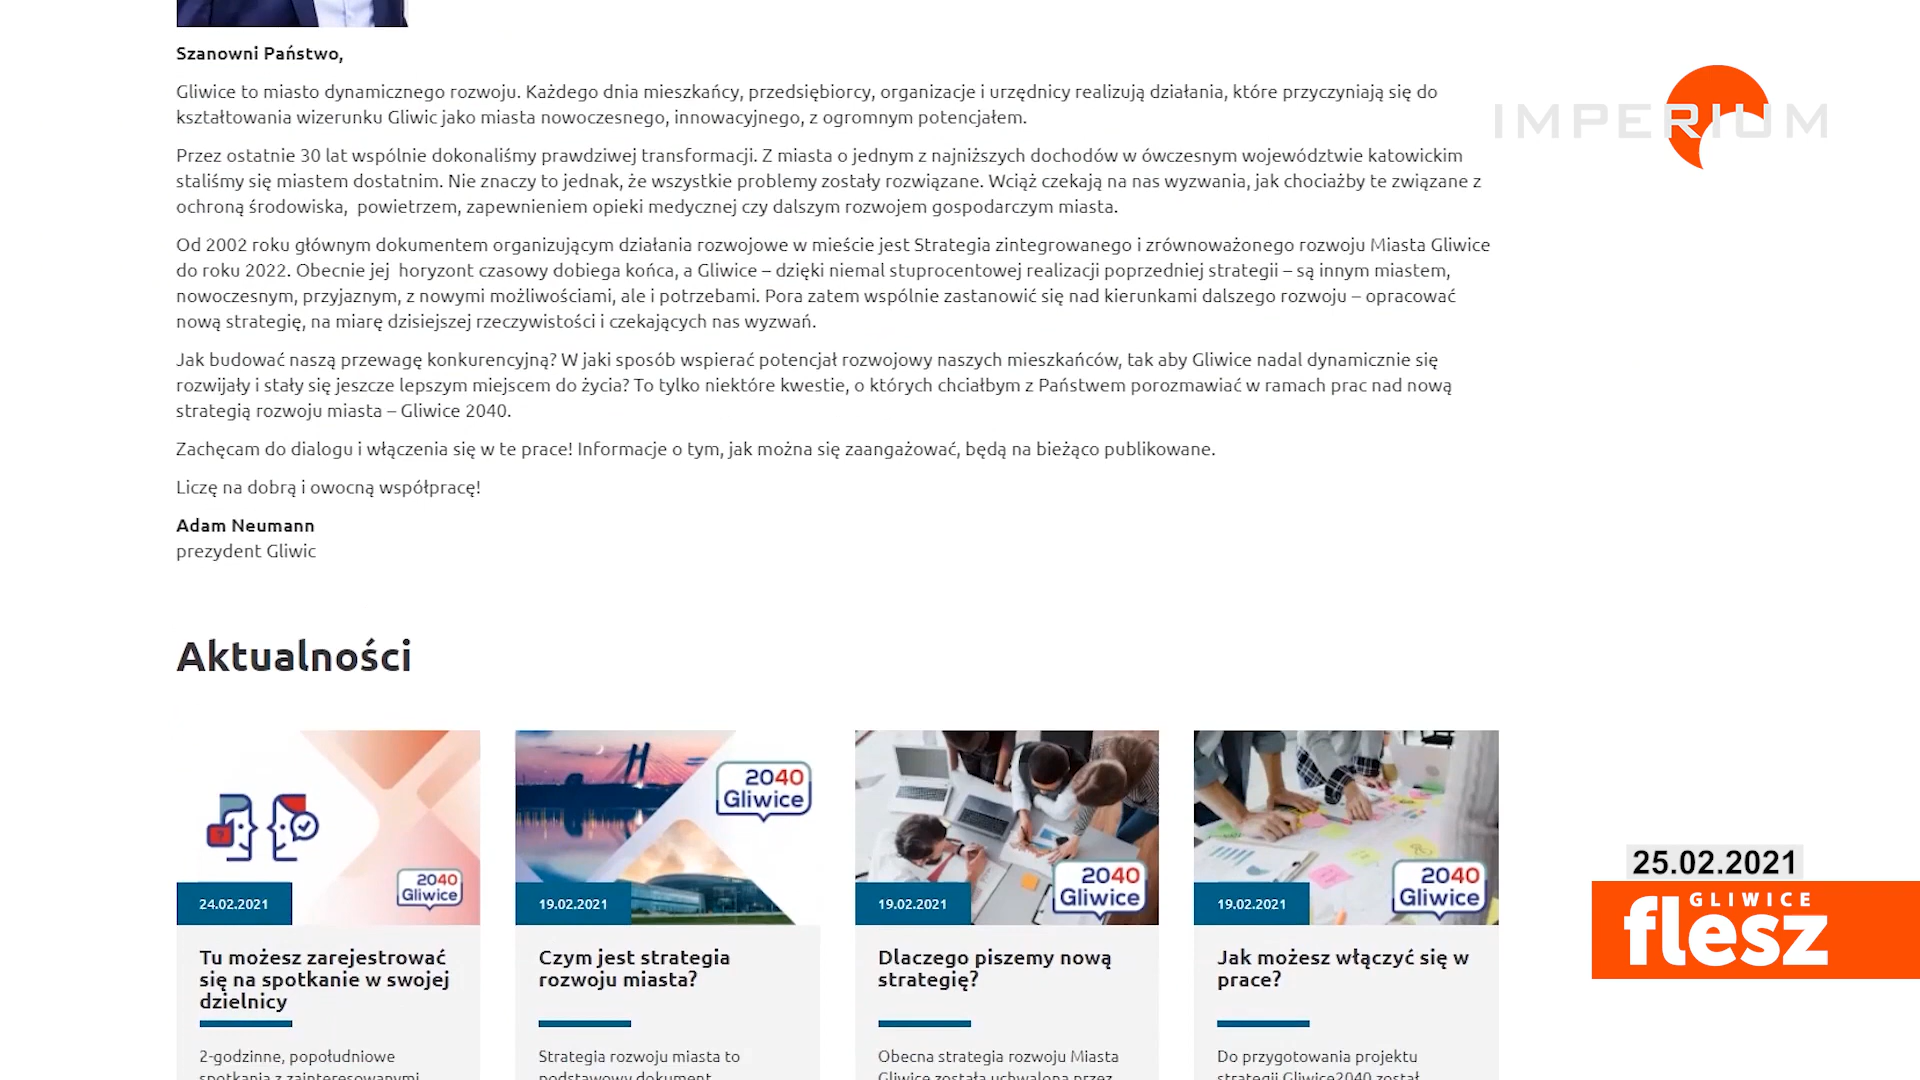 Szanowni Państwo,
Gliwice to miasto dynamicznego rozwoju. Każdego dnia mieszkańcy, przedsiębiorcy, organizacje i urzędnicy realizują działania, które przyczyniają się do
kształtowania wizerunku Gliwic jako miasta nowoczesnego, innowacyjnego, z ogromnym potencjałem.
Przez ostatnie 30 lat wspólnie dokonaliśmy prawdziwej transformacji. Z miasta o jednym z najniższych dochodów w ówczesnym województwie katowickim
staliśmy się miastem dostatnim. Nie znaczy to jednak, że wszystkie problemy zostały rozwiązane. Wciąż czekają na nas wyzwania, jak chociażby te związane z
ochroną środowiska,  powietrzem, zapewnieniem opieki medycznej czy dalszym rozwojem gospodarczym miasta.
Od 2002 roku głównym dokumentem organizującym działania rozwojowe w mieście jest Strategia zintegrowanego i zrównoważonego rozwoju Miasta Gliwice
do roku 2022. Obecnie jej  horyzont czasowy dobiega końca, a Gliwice – dzięki niemal stuprocentowej realizacji poprzedniej strategii – są innym miastem,
nowoczesnym, przyjaznym, z nowymi możliwościami, ale i potrzebami. Pora zatem wspólnie zastanowić się nad kierunkami dalszego rozwoju – opracować
nową strategię, na miarę dzisiejszej rzeczywistości i czekających nas wyzwań.
Jak budować naszą przewagę konkurencyjną? W jaki sposób wspierać potencjał rozwojowy naszych mieszkańców, tak aby Gliwice nadal dynamicznie się
rozwijały i stały się jeszcze lepszym miejscem do życia? To tylko niektóre kwestie, o których chciałbym z Państwem porozmawiać w ramach prac nad nową
strategią rozwoju miasta – Gliwice 2040.
Zachęcam do dialogu i włączenia się w te prace! Informacje o tym, jak można się zaangażować, będą na bieżąco publikowane.
Liczę na dobrą i owocną współpracę!
Adam Neumann
prezydent Gliwic
IMPERIUM
Aktualności
?
2040
Gliwice
24.02.2021
Tu możesz zarejestrować
się na spotkanie w swojej
dzielnicy
2-godzinne, popołudniowe
spotkania z zainteresowanymi
2040
Gliwice
19.02.2021
Czym jest strategia
rozwoju miasta?
Strategia rozwoju miasta to
podstawowy dokument
2040
Gliwice
19.02.2021
Dlaczego piszemy nową
strategię?
Obecna strategia rozwoju Miasta
Gliwice została uchwalona przez
2040
Gliwice
19.02.2021
Jak możesz włączyć się w
prace?
Do przygotowania projektu
strategii Gliwice2040 został
25.02.2021
GLIWICE
flesz